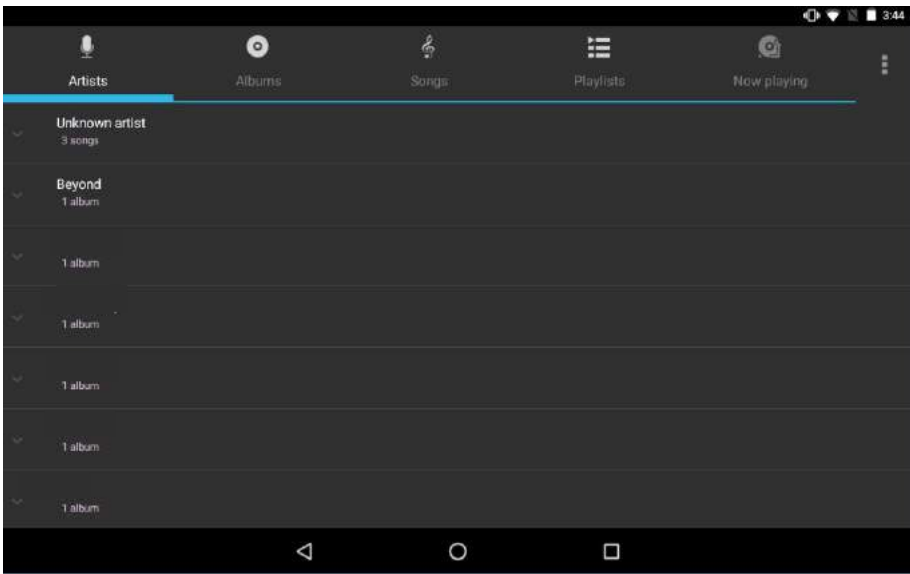 3:44
Artists
Albums
Songs
Playlists
Now playing
Unknown artist
3 songs
Beyond
1 album
1 album
1 album
1 album
1 album
1 album